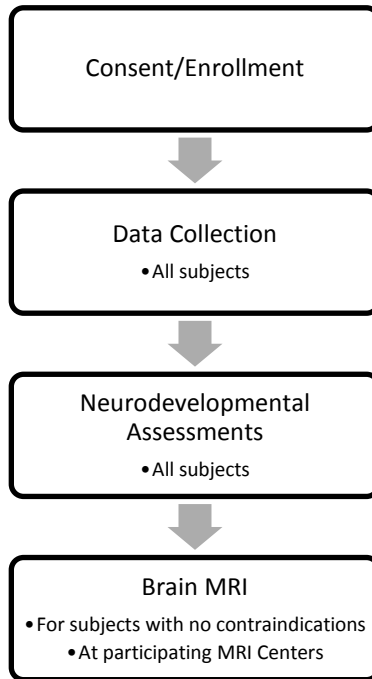 Consent/Enrollment
Data Collection
•All subjects
Neurodevelopmental
Assessments
•All subjects
Brain MRI
•For subjects with no contraindications
•At participating MRI Centers